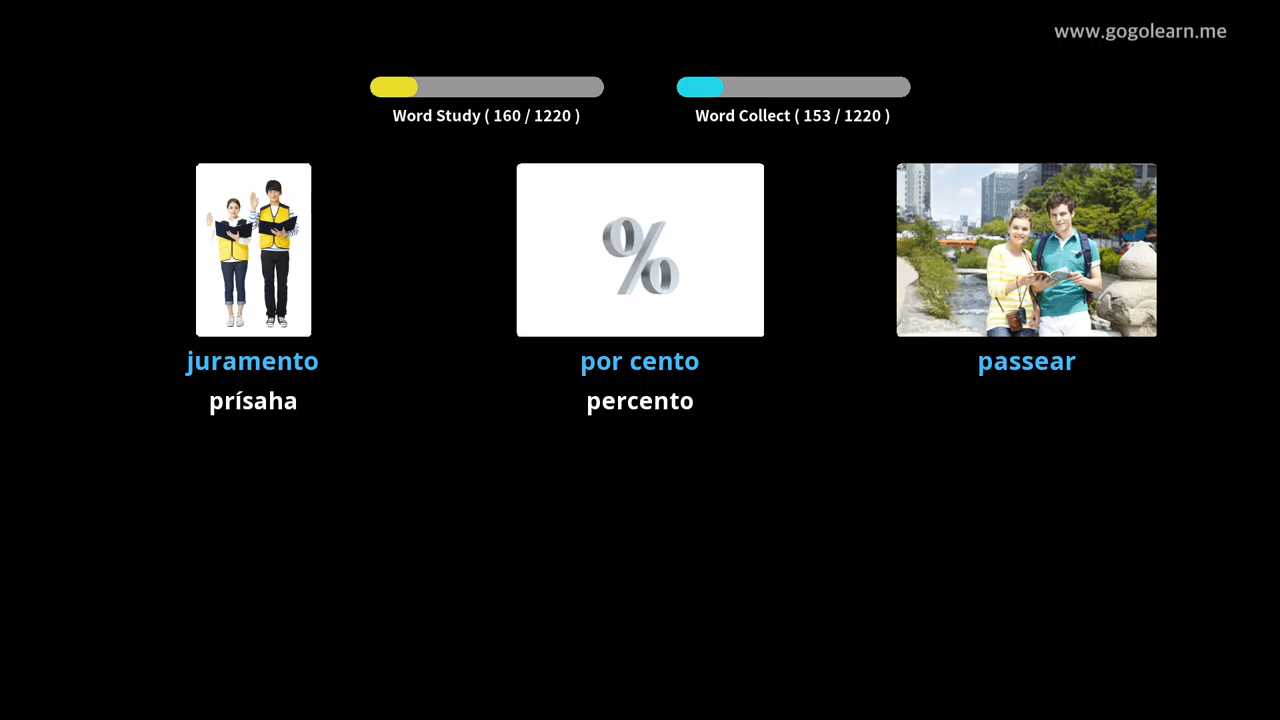 www.gogolearn.me
Word Study ( 160 / 1220 )
Word Collect ( 153 / 1220 )
%
juramento
por cento
passear
prísaha
percento